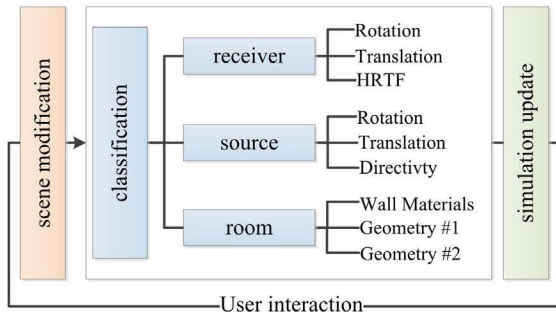 scene modification
classification
receiver
Rotation
Translation
HRTF
source
Rotation
Translation
Directivty
room
Wall Materials
Geometry #1
Geometry #2
simulation update
User interaction